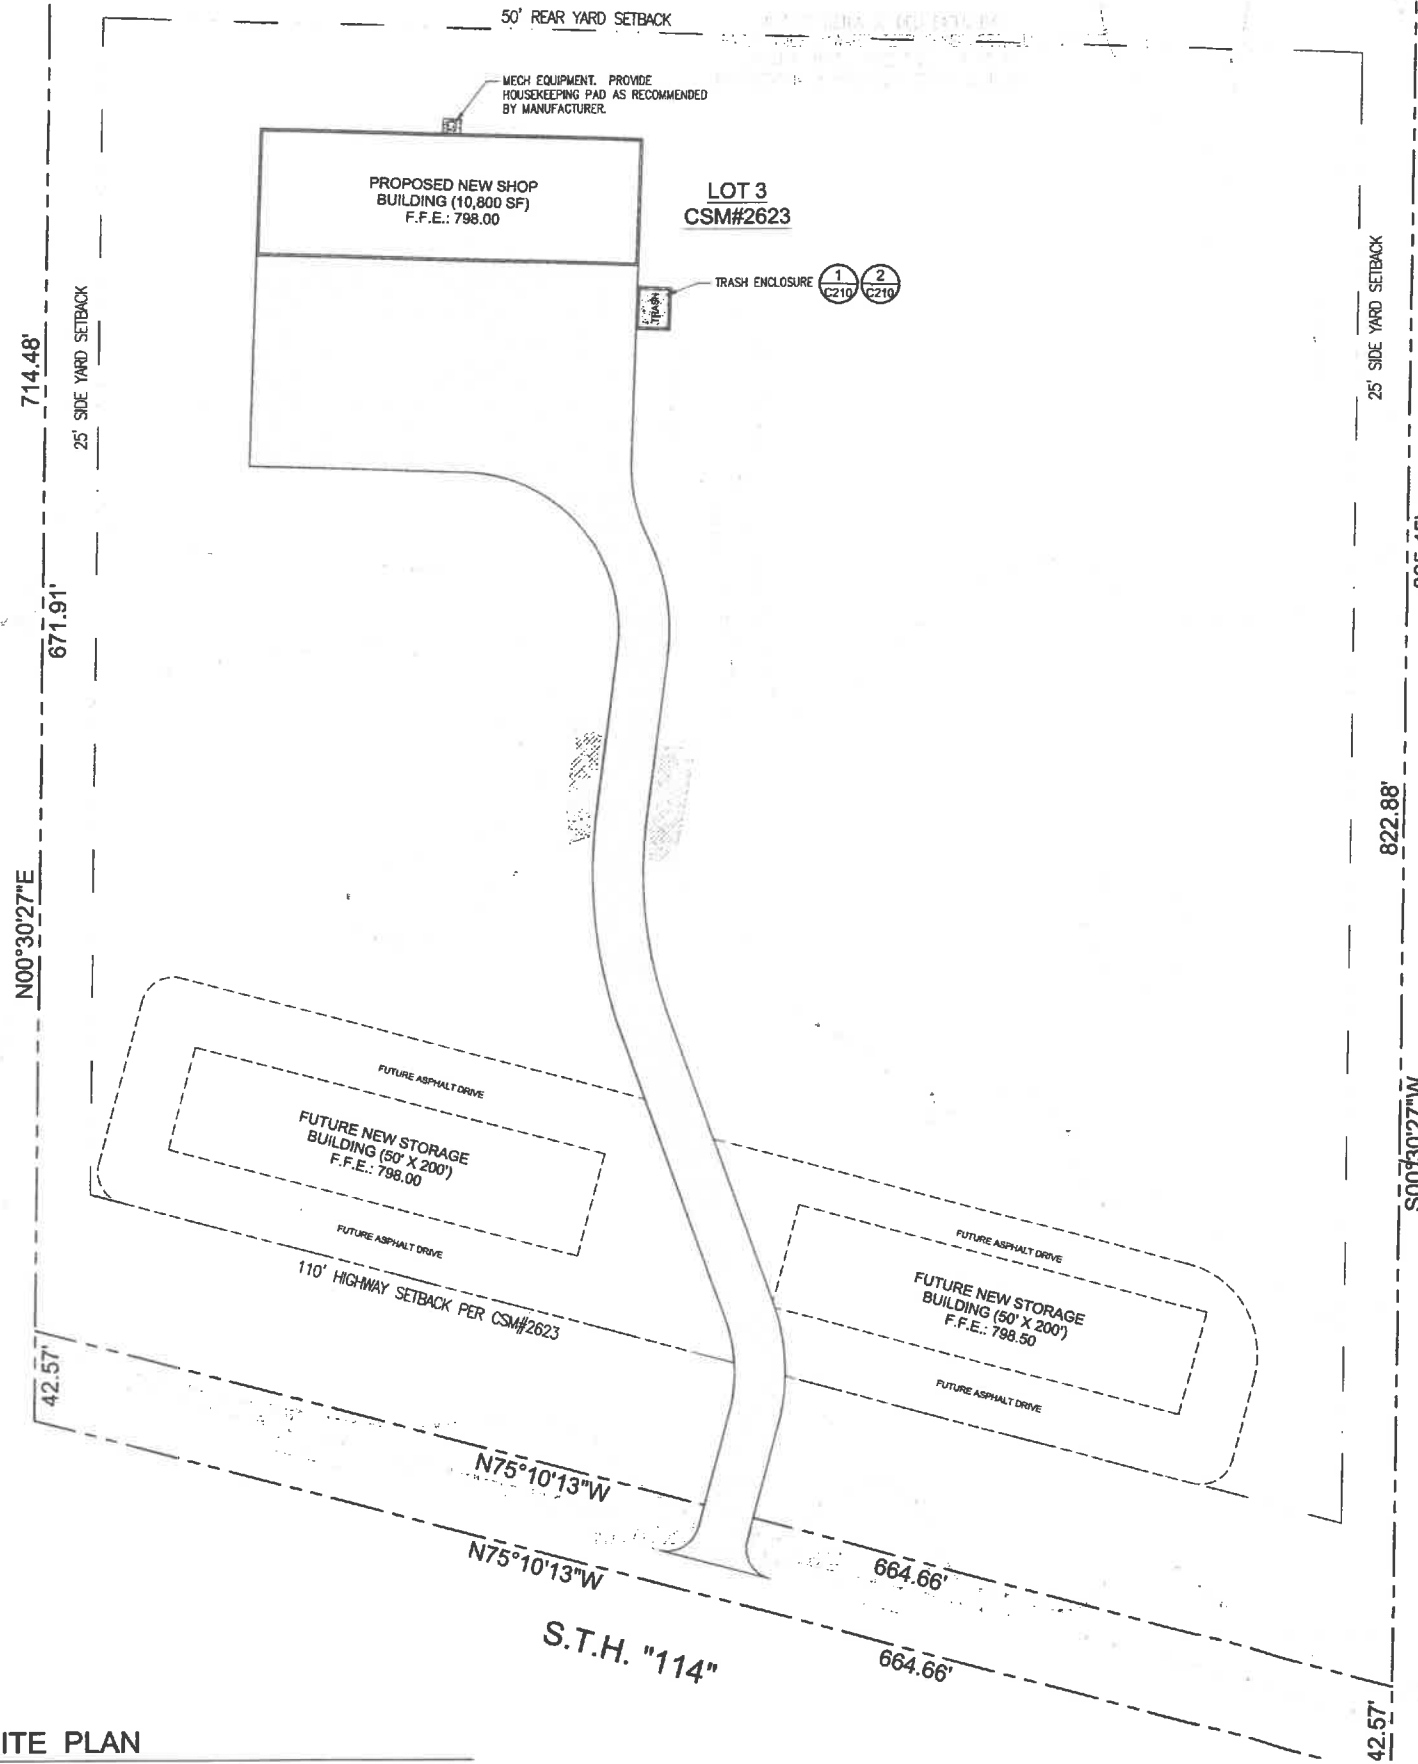 50' REAR YARD SETBACK
MECH EQUIPMENT. PROVIDE
HOUSEKEEPING PAD AS RECOMMENDED
BY MANUFACTURER.
PROPOSED NEW SHOP
BUILDING (10,800 SF)
F.F.E.: 798.00
LOT 3
CSM#2623
TRASH ENCLOSURE
1
C210
2
C210
TRASH
25' SIDE YARD SETBACK
25' SIDE YARD SETBACK
714.48'
671.91'
N00°30'27"E
822.88'
S00°30'27"W
FUTURE ASPHALT DRIVE
FUTURE NEW STORAGE
BUILDING (50' X 200')
F.F.E.: 798.00
FUTURE ASPHALT DRIVE
110' HIGHWAY SETBACK PER CSM#2623
FUTURE ASPHALT DRIVE
FUTURE NEW STORAGE
BUILDING (50' X 200')
F.F.E.: 798.50
FUTURE ASPHALT DRIVE
42.57'
N75°10'13"W
664.66'
N75°10'13"W
664.66'
S.T.H. "114"
42.57'
ITE PLAN